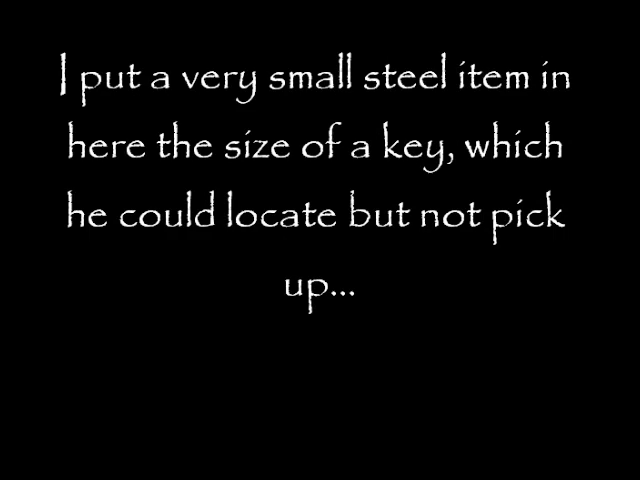 I put a very small steel item in
here the size of a key, which
he could locate but not pick
up...